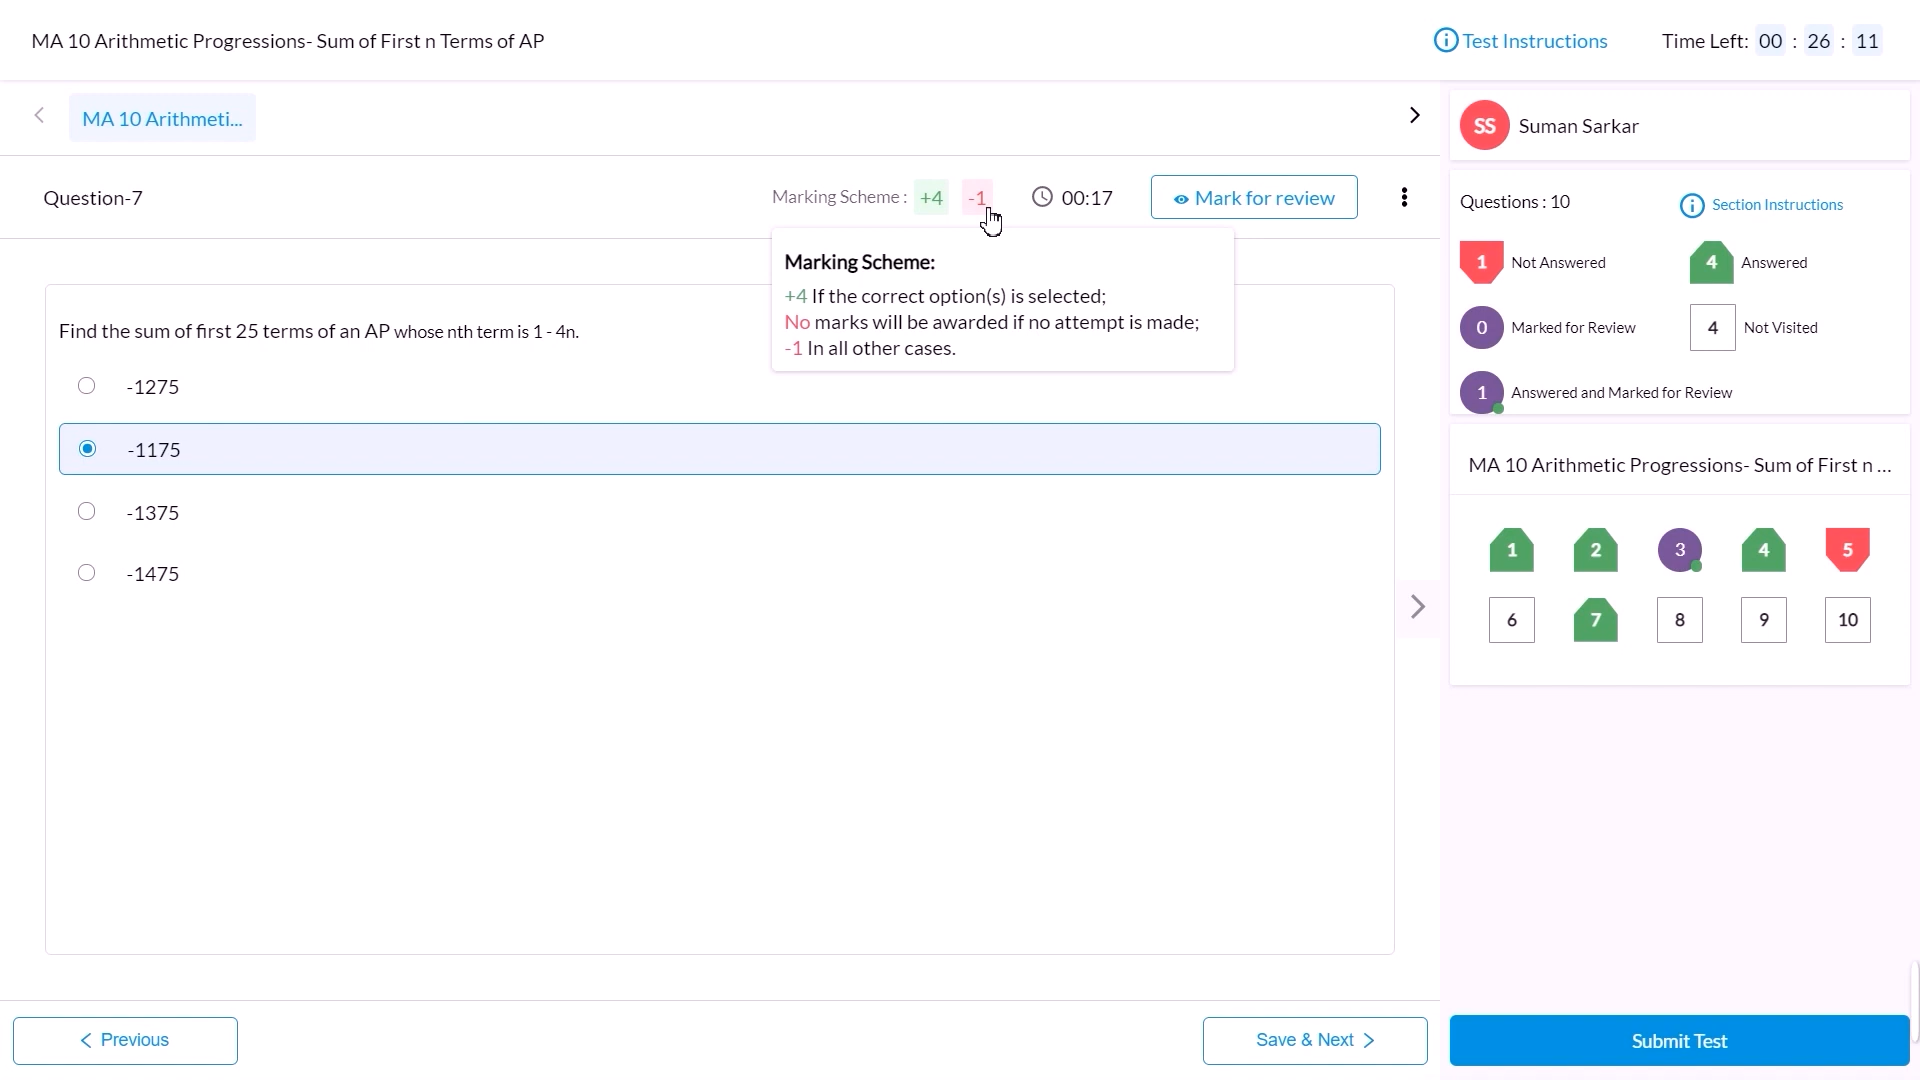 MA 10 Arithmetic Progressions- Sum of First n Terms of AP
Test Instructions
Time Left: 00 : 26 : 11
MA 10 Arithmeti...
SS
Suman Sarkar
Question-7
Marking Scheme : +4 -1
00:17
Mark for review
Marking Scheme:
+4 If the correct option(s) is selected;
No marks will be awarded if no attempt is made;
-1 In all other cases.
Find the sum of first 25 terms of an AP whose nth term is 1 - 4n.
-1275
-1175
-1375
-1475
Questions : 10
Section Instructions
1 Not Answered
4 Answered
0 Marked for Review
4 Not Visited
1 Answered and Marked for Review
MA 10 Arithmetic Progressions- Sum of First n ...
1 2 3 4 5
6 7 8 9 10
Previous
Save & Next
Submit Test